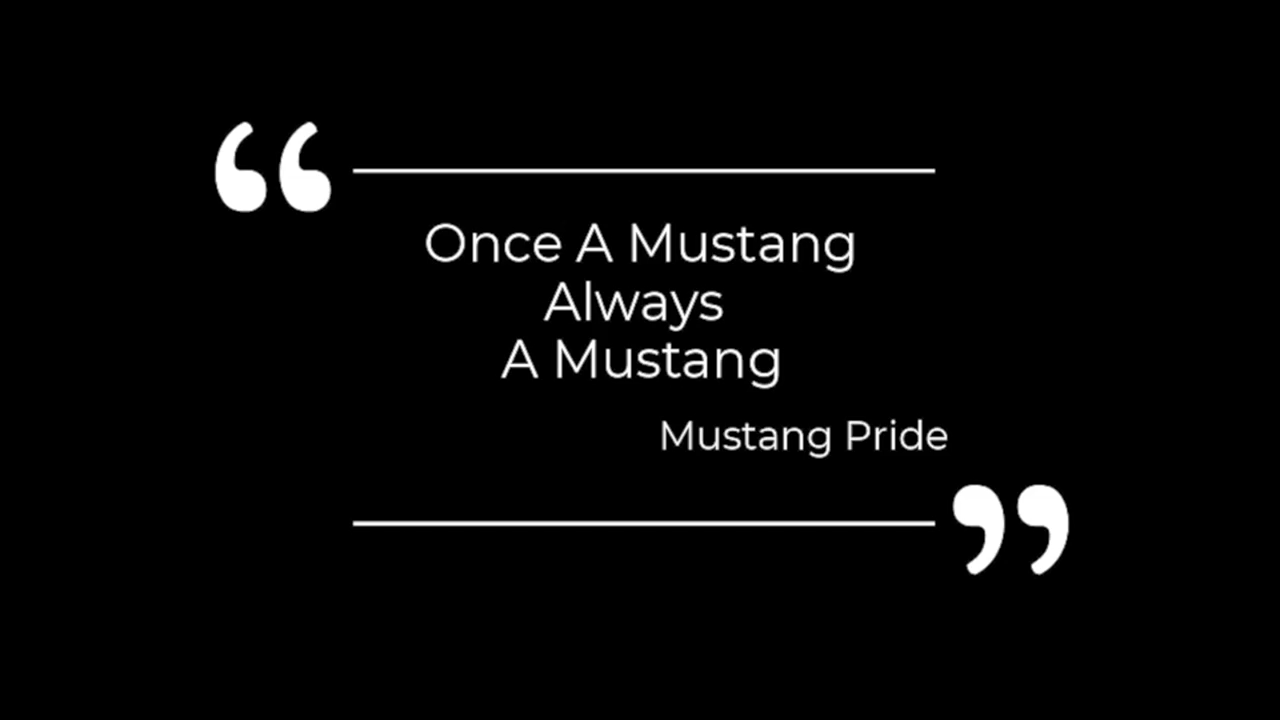 “
Once A Mustang
Always
A Mustang
Mustang Pride
”